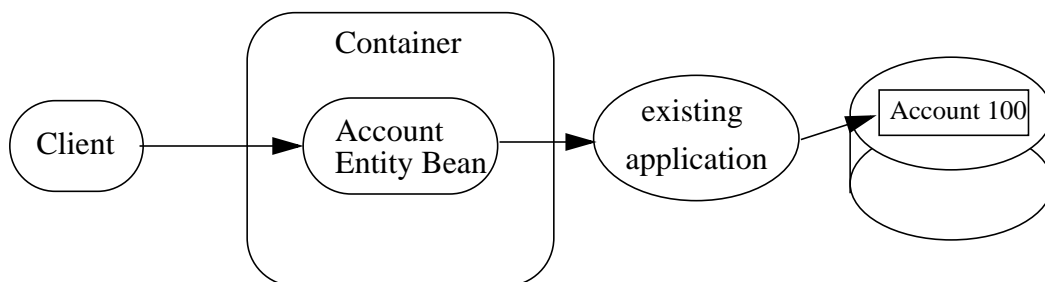 Container
Client
Account
Entity Bean
existing
application
Account 100